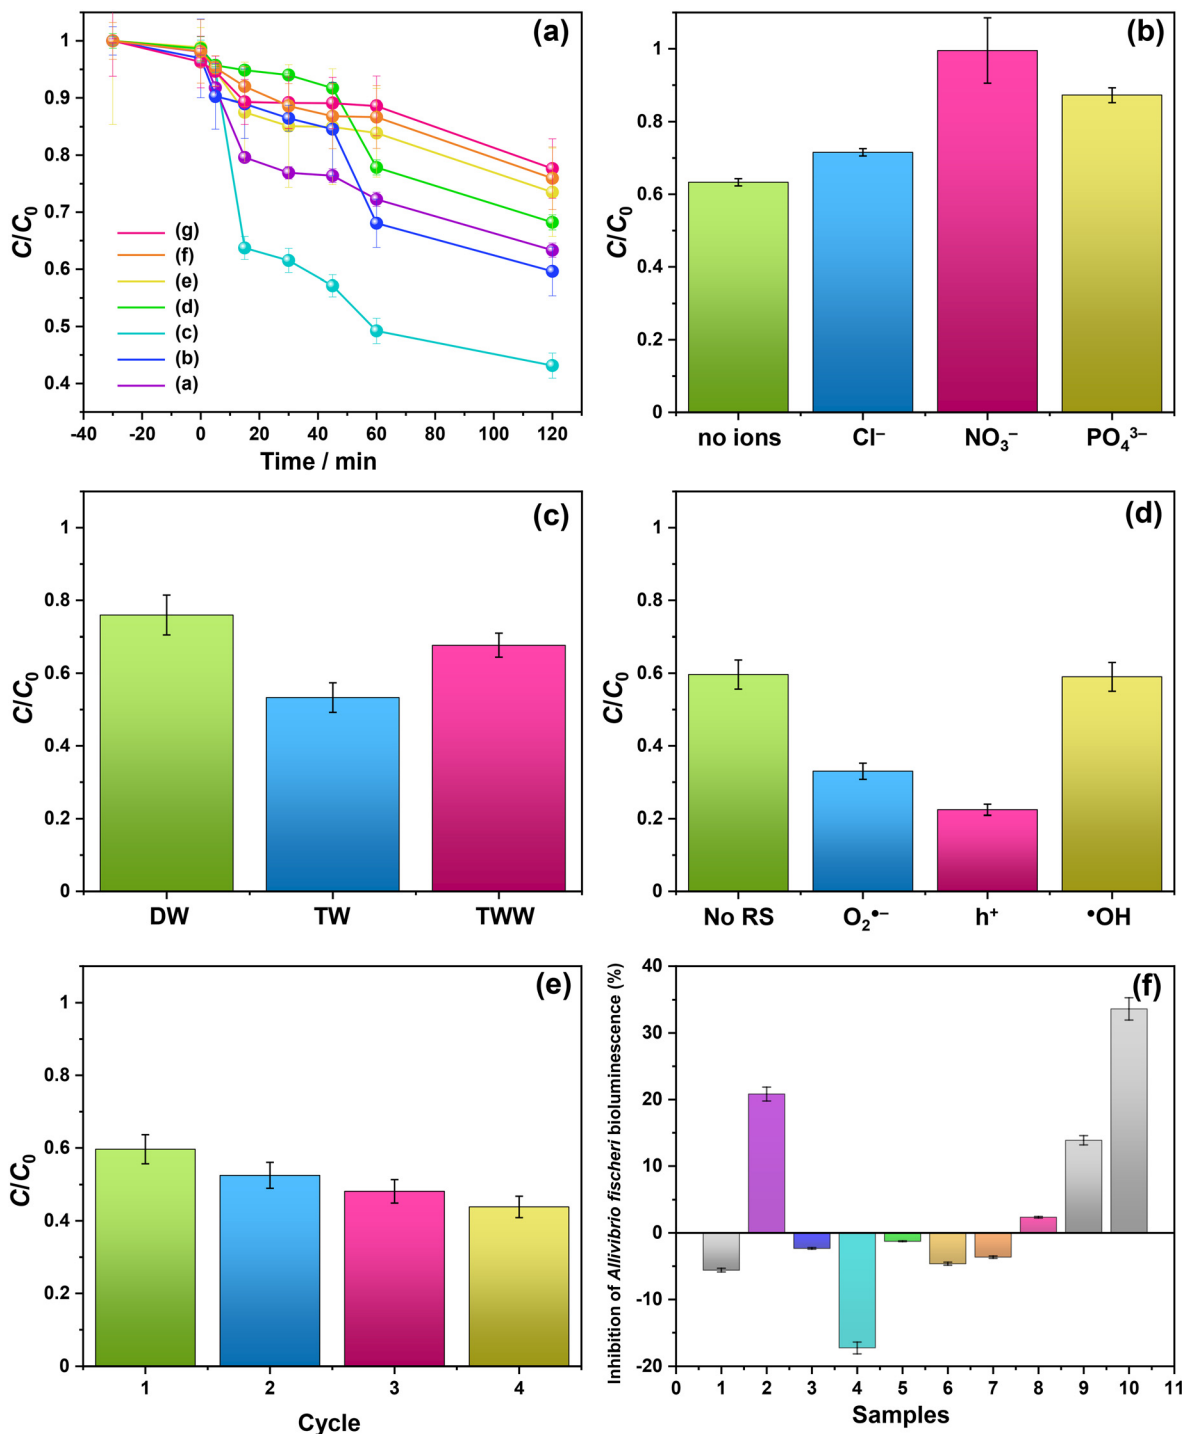 (a)
1
0.9
0.8
0.7
0.6
0.5
0.4
C/C₀
(g)
(f)
(e)
(d)
(c)
(b)
(a)
-40 -20 0 20 40 60 80 100 120
Time / min
(b)
1
0.8
0.6
0.4
0.2
0
C/C₀
no ions Cl⁻ NO₃⁻ PO₄³⁻
(c)
1
0.8
0.6
0.4
0.2
0
C/C₀
DW TW TWW
(d)
1
0.8
0.6
0.4
0.2
0
C/C₀
No RS O₂•⁻ h⁺ •OH
(e)
1
0.8
0.6
0.4
0.2
0
C/C₀
1 2 3 4
Cycle
(f)
40
30
20
10
0
-10
-20
Inhibition of Allivibrio fischeri bioluminescence (%)
0 1 2 3 4 5 6 7 8 9 10 11
Samples